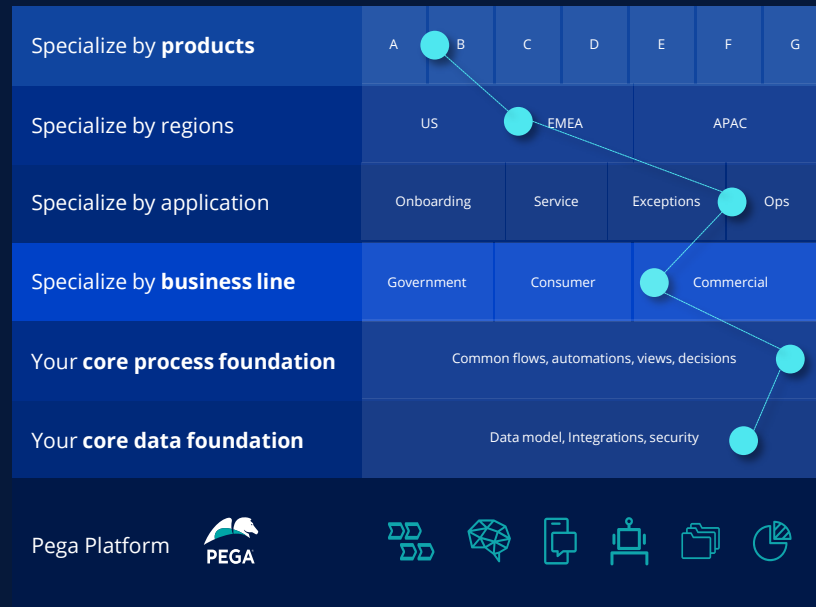 Specialize by products
A B C D E F G
Specialize by regions
US EMEA APAC
Specialize by application
Onboarding Service Exceptions Ops
Specialize by business line
Government Consumer Commercial
Your core process foundation
Common flows, automations, views, decisions
Your core data foundation
Data model, Integrations, security
Pega Platform
PEGA